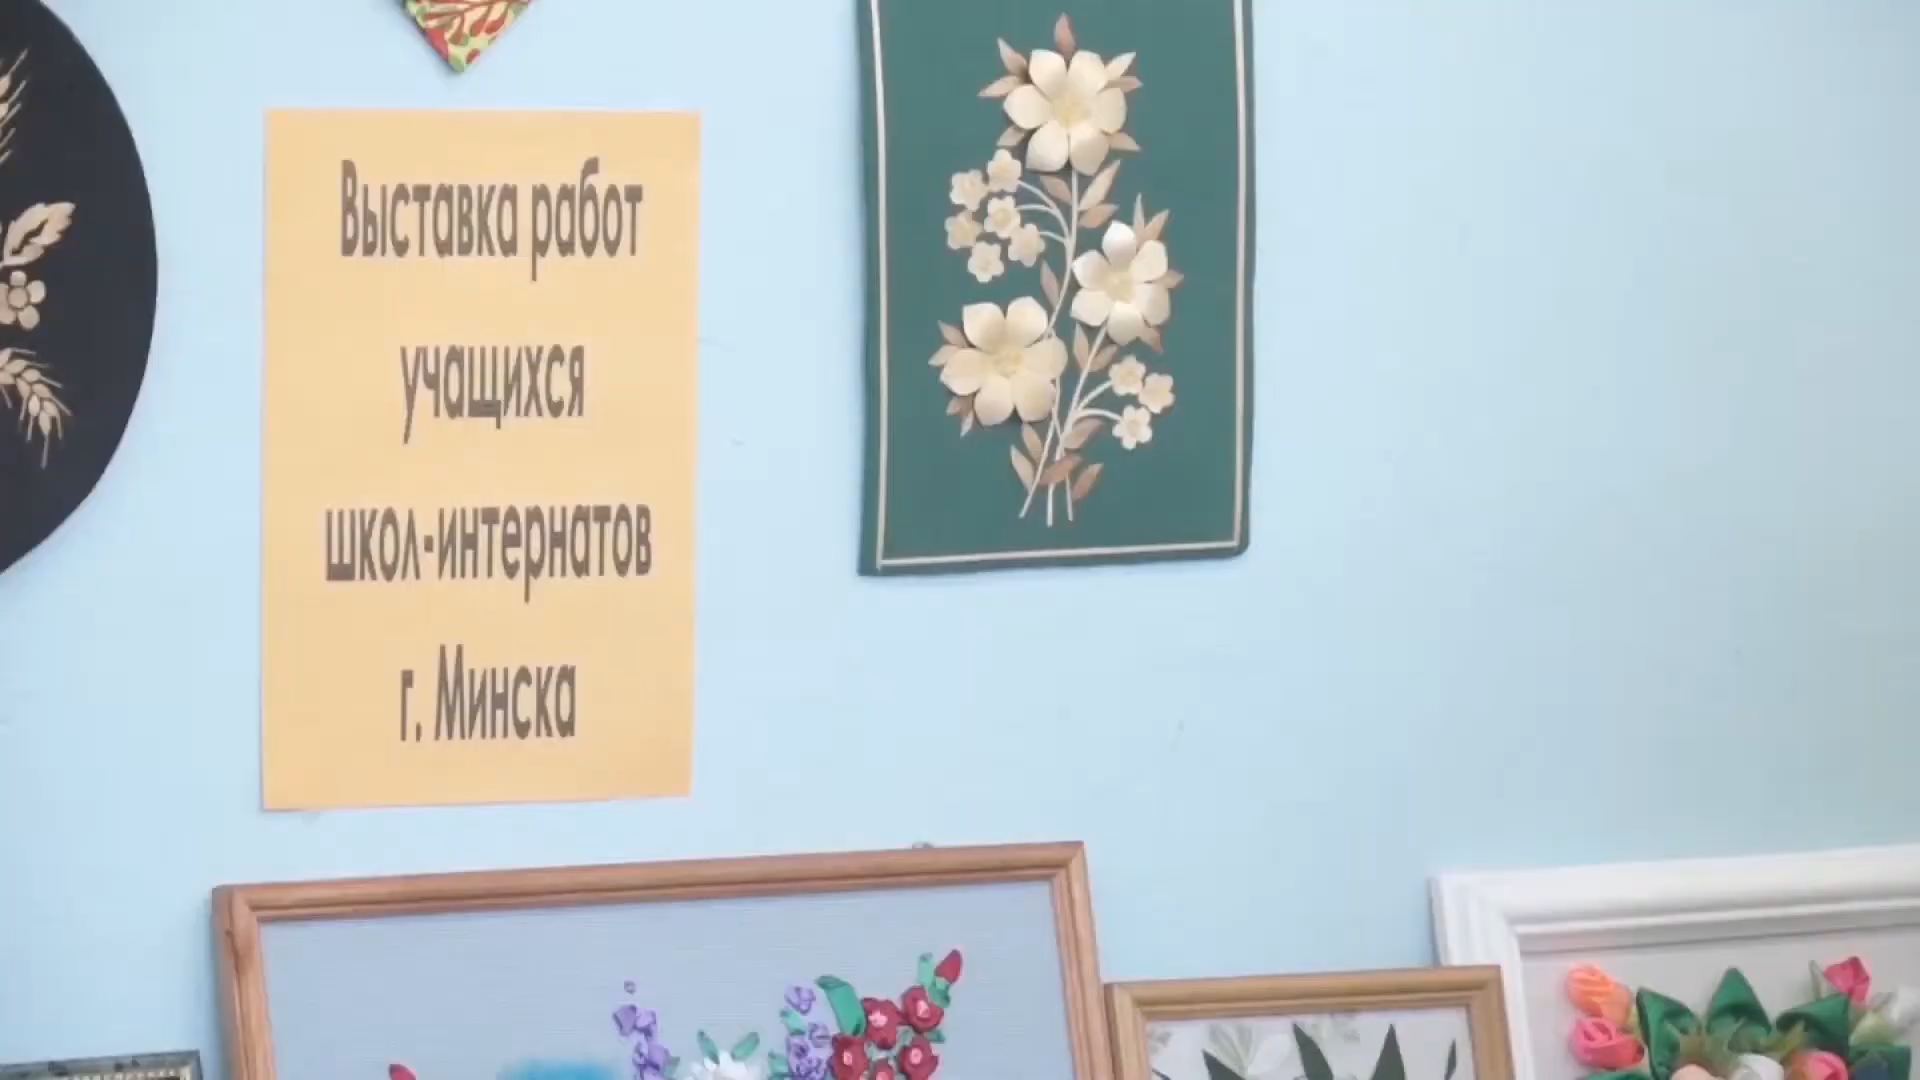 Выставка работ
учащихся
школ-интернатов
г. Минска